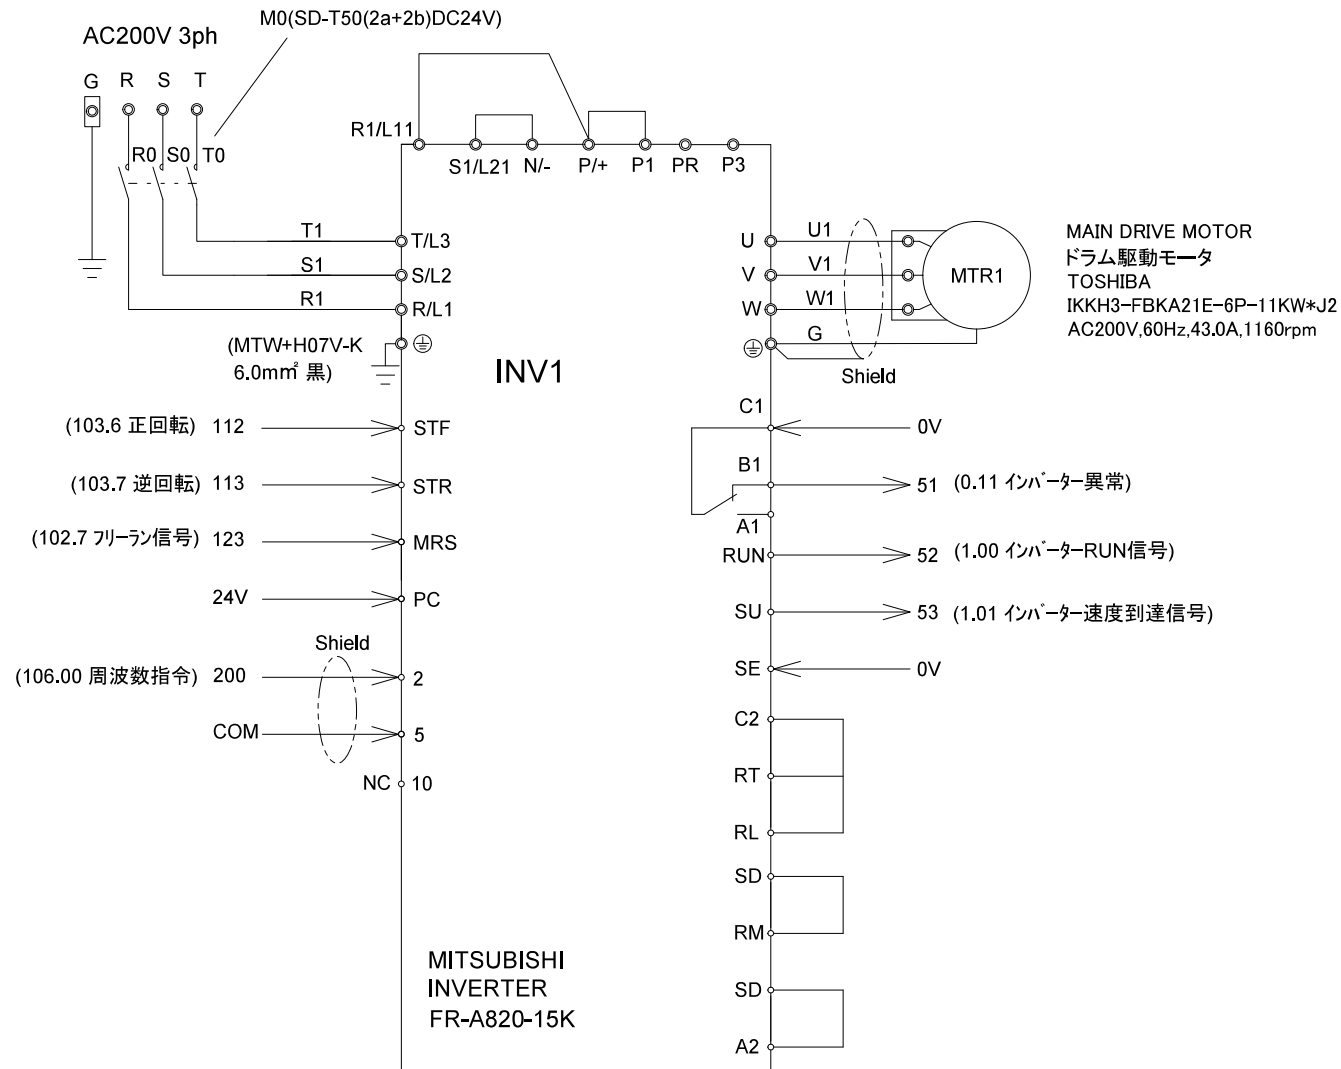 M0(SD-T50(2a+2b)DC24V)
AC200V 3ph
G R S T
R0 S0 T0
R1/L11
S1/L21 N/- P/+ P1 PR P3
T1 T/L3
S1 S/L2
R1 R/L1
(MTW+H07V-K
6.0mm² 黒)
INV1
U U1
V V1
W W1
G
Shield
MTR1
MAIN DRIVE MOTOR
ドラム駆動モータ
TOSHIBA
IKKH3-FBKA21E-6P-11KW*J2
AC200V,60Hz,43.0A,1160rpm
(103.6 正回転) 112 STF
(103.7 逆回転) 113 STR
(102.7 フリーラン信号) 123 MRS
24V PC
Shield
(106.00 周波数指令) 200 2
COM 5
NC 10
C1 0V
B1 51 (0.11 インバーター異常)
A1
RUN 52 (1.00 インバーターRUN信号)
SU 53 (1.01 インバーター速度到達信号)
SE 0V
C2
RT
RL
SD
RM
SD
A2
MITSUBISHI
INVERTER
FR-A820-15K